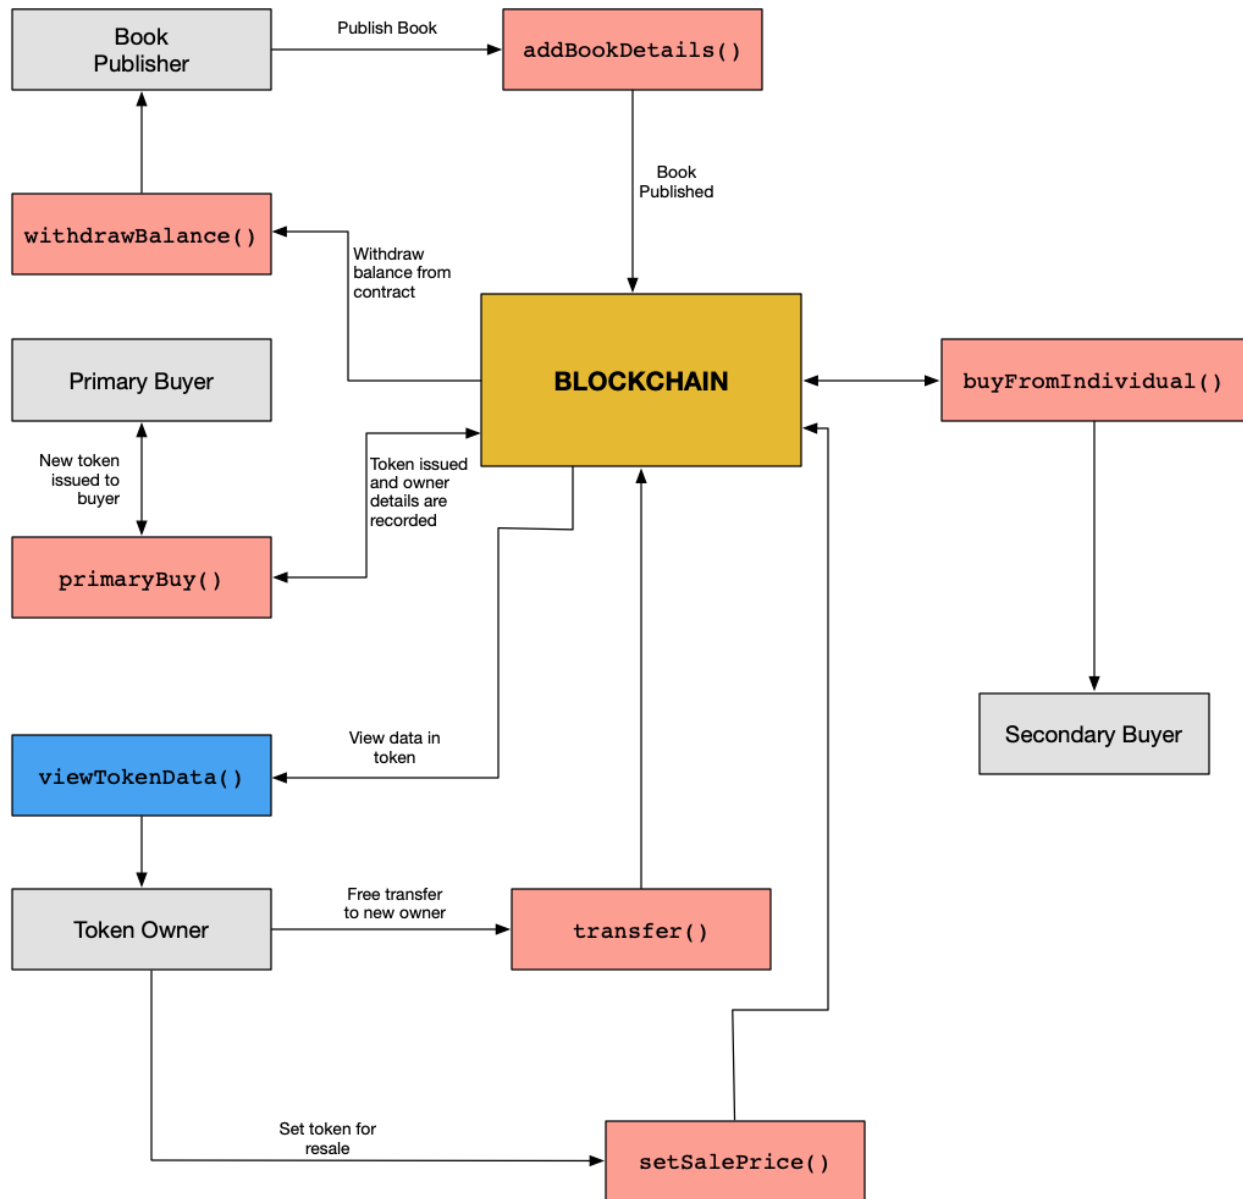 Book
Publisher
Publish Book
addBookDetails()
Book
Published
withdrawBalance()
Withdraw
balance from
contract
Primary Buyer
BLOCKCHAIN
buyFromIndividual()
New token
issued to
buyer
Token issued
and owner
details are
recorded
primaryBuy()
Secondary Buyer
View data in
token
viewTokenData()
Token Owner
Free transfer
to new owner
transfer()
Set token for
resale
setSalePrice()